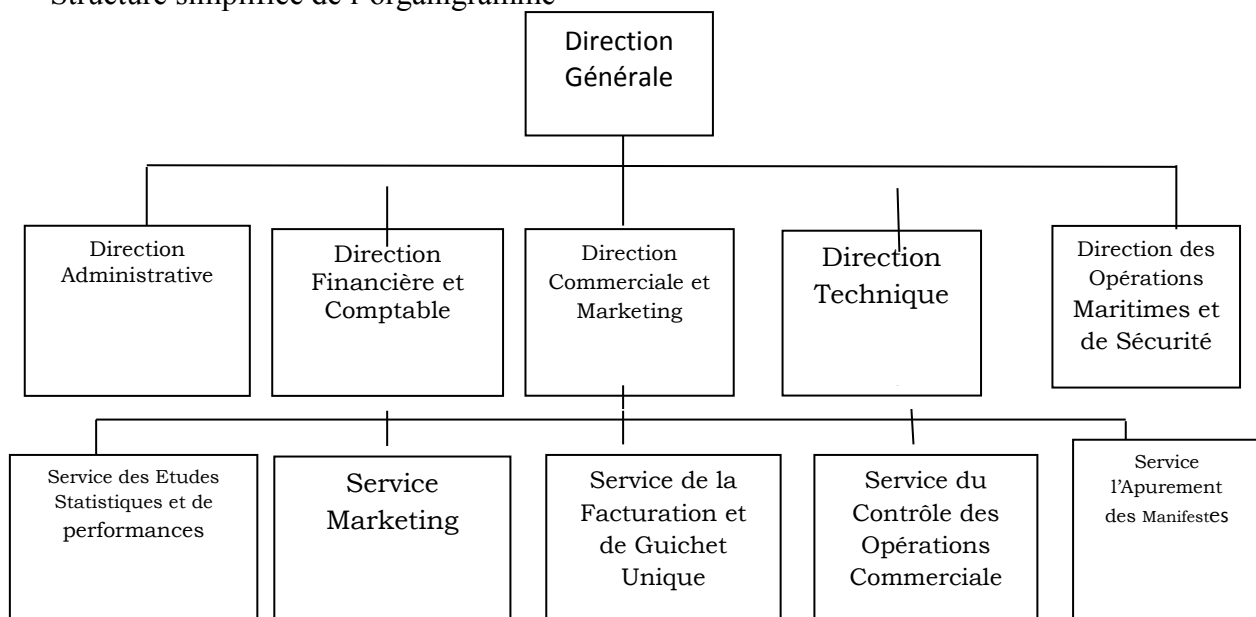 Structure simplifiée de l'organigramme
Direction
Générale
Direction
Administrative
Direction
Financière et
Comptable
Direction
Commerciale et
Marketing
Direction
Technique
Direction des
Opérations
Maritimes et
de Sécurité
Service des Etudes
Statistiques et de
performances
Service
Marketing
Service de la
Facturation et
de Guichet
Unique
Service du
Contrôle des
Opérations
Commerciale
Service
l'Apurement
des Manifestes